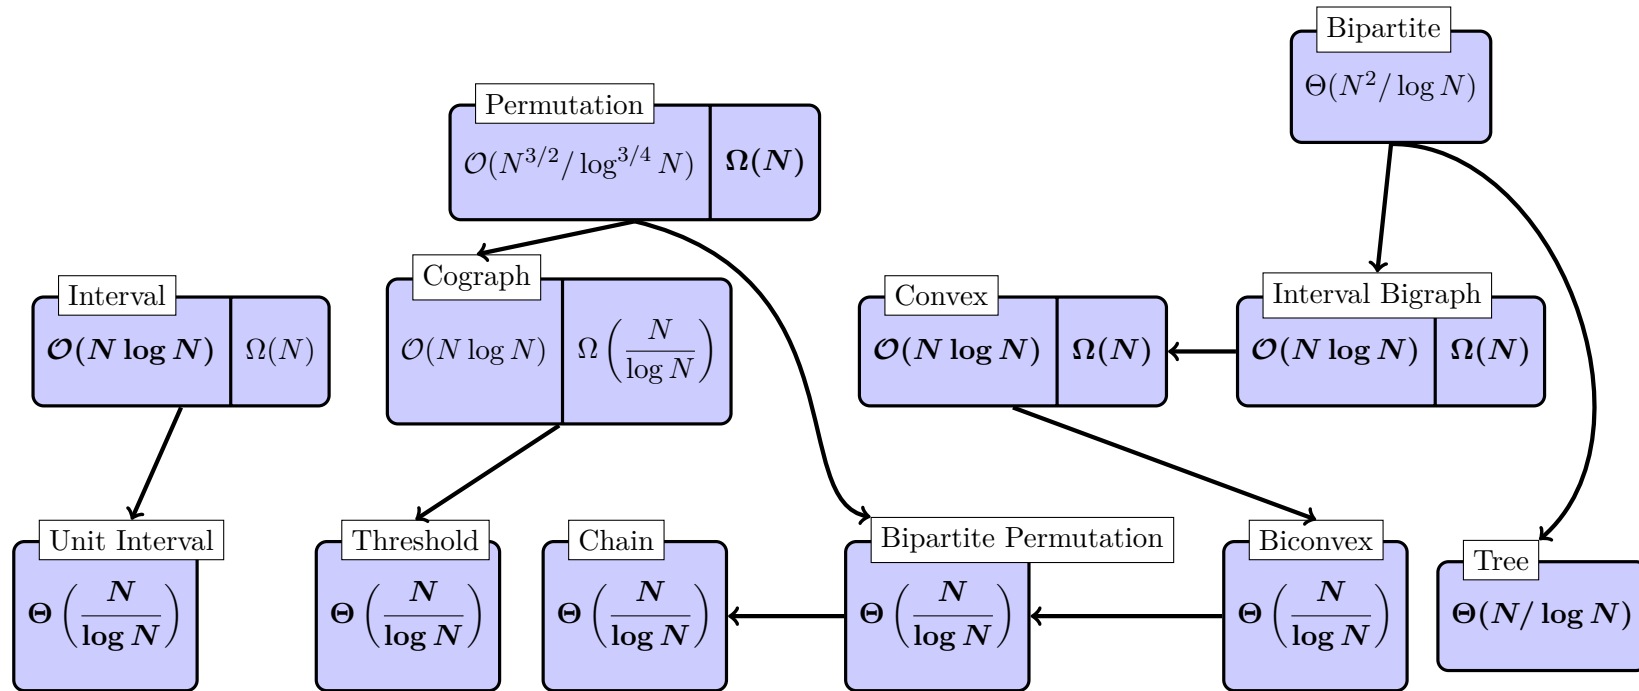 Bipartite
Θ(N²/ log N)
Permutation
𝒪(N^{3/2}/ log^{3/4} N)
Ω(N)
Cograph
𝒪(N log N)
Ω(N/log N)
Interval
𝒪(N log N)
Ω(N)
Convex
𝒪(N log N)
Ω(N)
Interval Bigraph
𝒪(N log N)
Ω(N)
Unit Interval
Θ(N/log N)
Threshold
Θ(N/log N)
Chain
Θ(N/log N)
Bipartite Permutation
Θ(N/log N)
Biconvex
Θ(N/log N)
Tree
Θ(N/ log N)